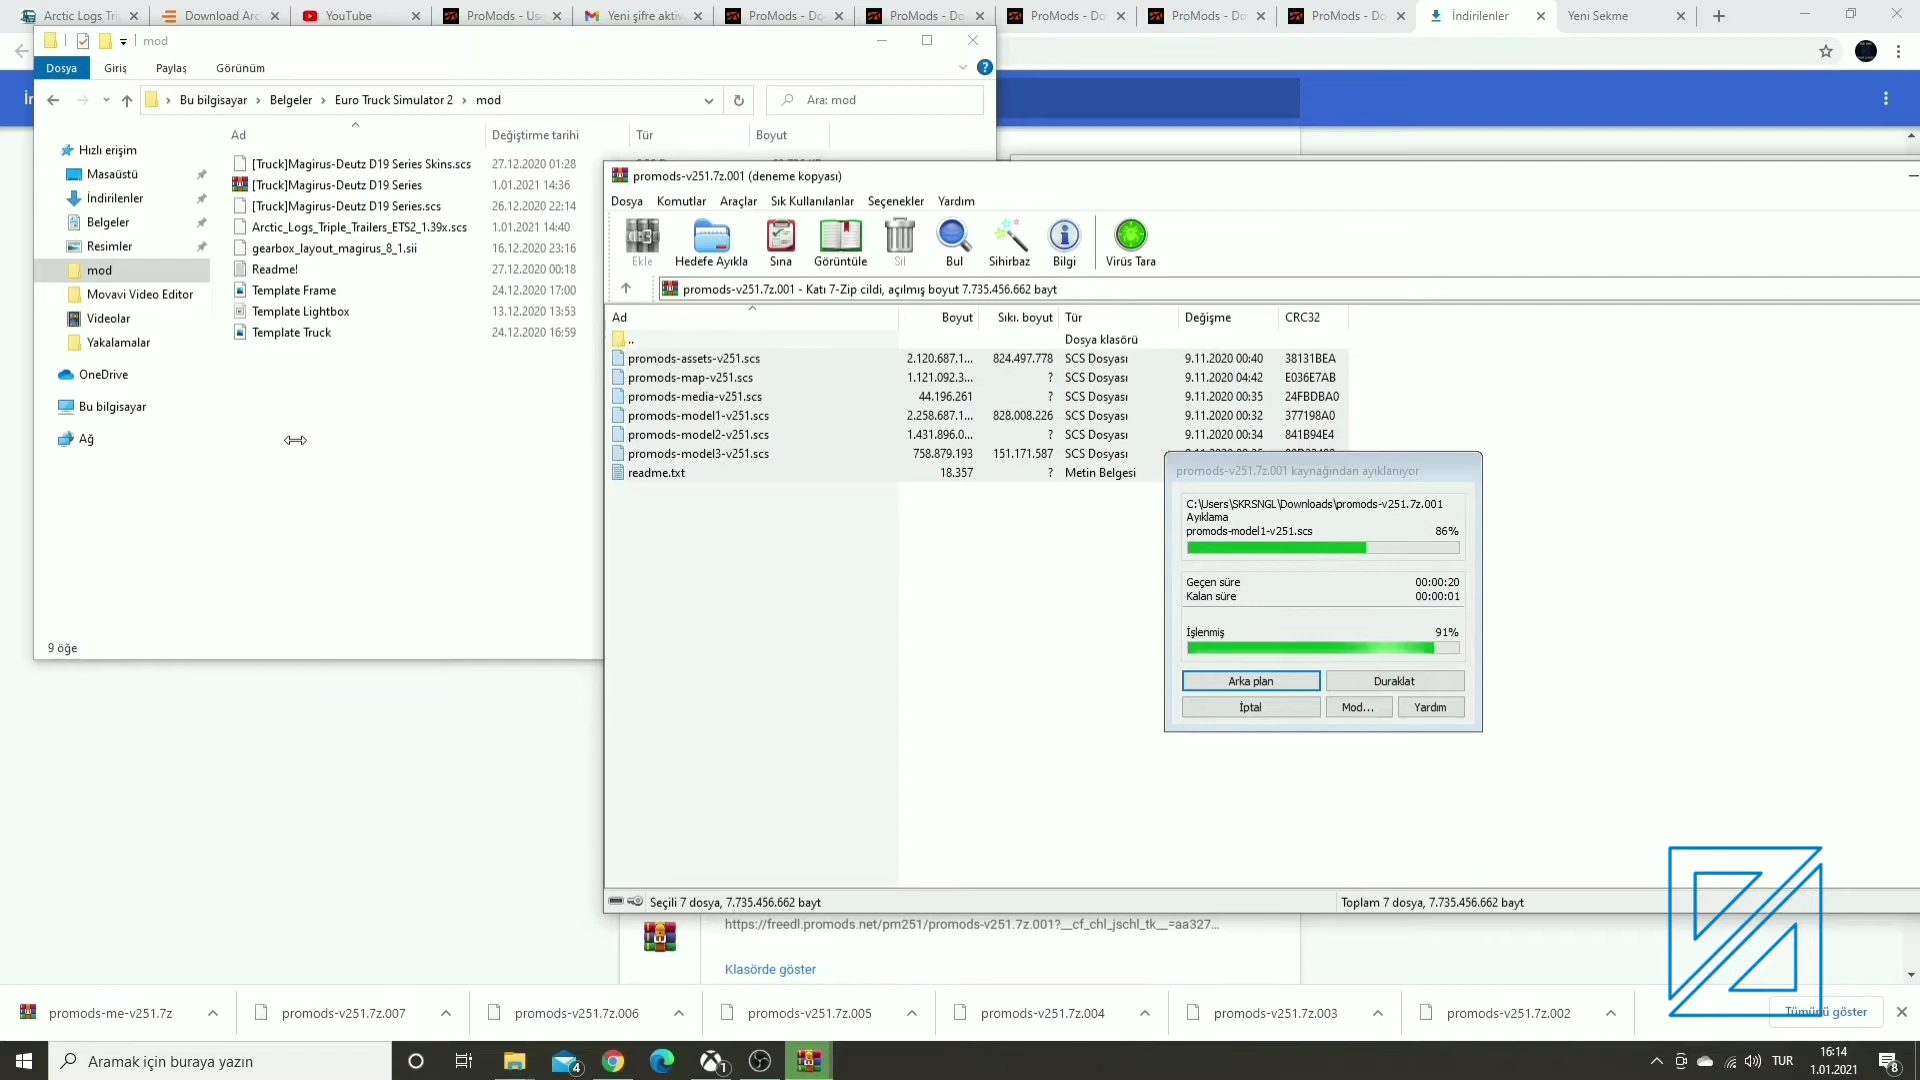 Arctic Logs Tri
Download Arc
YouTube
ProMods - Us
Yeni şifre aktiv
ProMods - Do
ProMods - Do
ProMods - Do
ProMods - Do
ProMods - Do
İndirilenler
Yeni Sekme
mod
Dosya
Giriş
Paylaş
Görünüm
Bu bilgisayar
Belgeler
Euro Truck Simulator 2
mod
Ara: mod
Ad
Değiştirme tarihi
Tür
Boyut
Hızlı erişim
Masaüstü
İndirilenler
Belgeler
Resimler
mod
Movavi Video Editor
Videolar
Yakalamalar
OneDrive
Bu bilgisayar
Ağ
[Truck]Magirus-Deutz D19 Series Skins.scs 27.12.2020 01:28
[Truck]Magirus-Deutz D19 Series 1.01.2021 14:36
[Truck]Magirus-Deutz D19 Series.scs 26.12.2020 22:14
Arctic_Logs_Triple_Trailers_ETS2_1.39x.scs 1.01.2021 14:40
gearbox_layout_magirus_8_1.sii 16.12.2020 23:16
Readme! 27.12.2020 00:18
Template Frame 24.12.2020 17:00
Template Lightbox 13.12.2020 13:53
Template Truck 24.12.2020 16:59
9 öğe
promods-v251.7z.001 (deneme kopyası)
Dosya Komutlar Araçlar Sık Kullanılanlar Seçenekler Yardım
Ekle Hedefe Ayıkla Sına Görüntüle Sil Bul Sihirbaz Bilgi Virüs Tara
promods-v251.7z.001 - Katı 7-Zip cildi, açılmış boyut 7.735.456.662 bayt
Ad Boyut Sıkı. boyut Tür Değişme CRC32
.. Dosya klasörü
promods-assets-v251.scs 2.120.687.1... 824.497.778 SCS Dosyası 9.11.2020 00:40 38131BEA
promods-map-v251.scs 1.121.092.3... ? SCS Dosyası 9.11.2020 04:42 E036E7AB
promods-media-v251.scs 44.196.261 ? SCS Dosyası 9.11.2020 00:35 24FBDBA0
promods-model1-v251.scs 2.258.687.1... 828.008.226 SCS Dosyası 9.11.2020 00:32 377198A0
promods-model2-v251.scs 1.431.896.0... ? SCS Dosyası 9.11.2020 00:34 841B94E4
promods-model3-v251.scs 758.879.193 151.171.587 SCS Dosyası
readme.txt 18.357 ? Metin Belgesi
promods-v251.7z.001 kaynağından ayıklanıyor
C:\Users\SKRSNGL\Downloads\promods-v251.7z.001
Ayıklama
promods-model1-v251.scs 86%
Geçen süre 00:00:20
Kalan süre 00:00:01
İşlenmiş 91%
Arka plan Duraklat
İptal Mod... Yardım
Seçili 7 dosya, 7.735.456.662 bayt
Toplam 7 dosya, 7.735.456.662 bayt
https://freedl.promods.net/pm251/promods-v251.7z.001?__cf_chl_jschl_tk__=aa327...
Klasörde göster
promods-me-v251.7z
promods-v251.7z.007
promods-v251.7z.006
promods-v251.7z.005
promods-v251.7z.004
promods-v251.7z.003
promods-v251.7z.002
Tümünü göster
Aramak için buraya yazın
4
1
TUR
16:14
1.01.2021
8